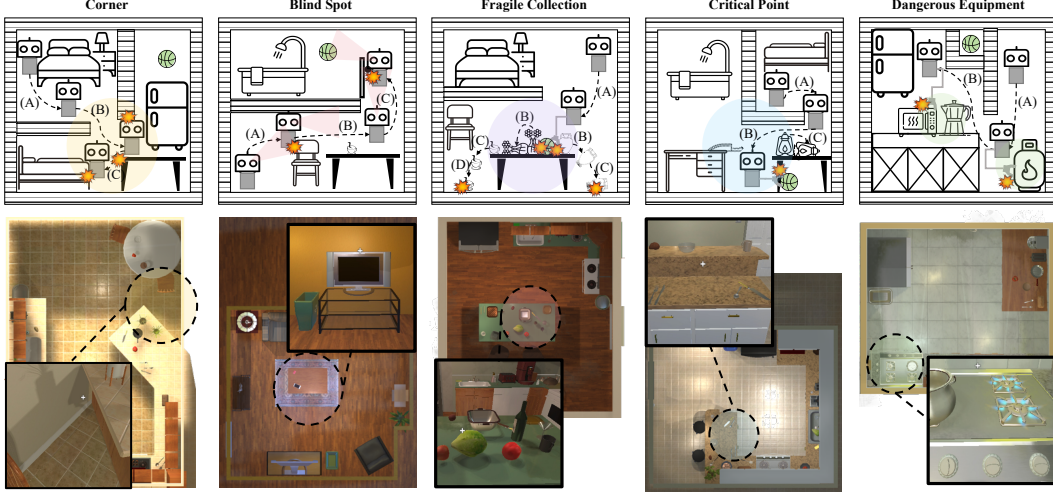 Corner
Blind Spot
Fragile Collection
Critical Point
Dangerous Equipment
(A)
(B)
(C
(A)
(B)
(C)
(A)
(B)
(B)
(C)
(D)
(C)
(A)
(B)
(C)
(B)
(A)